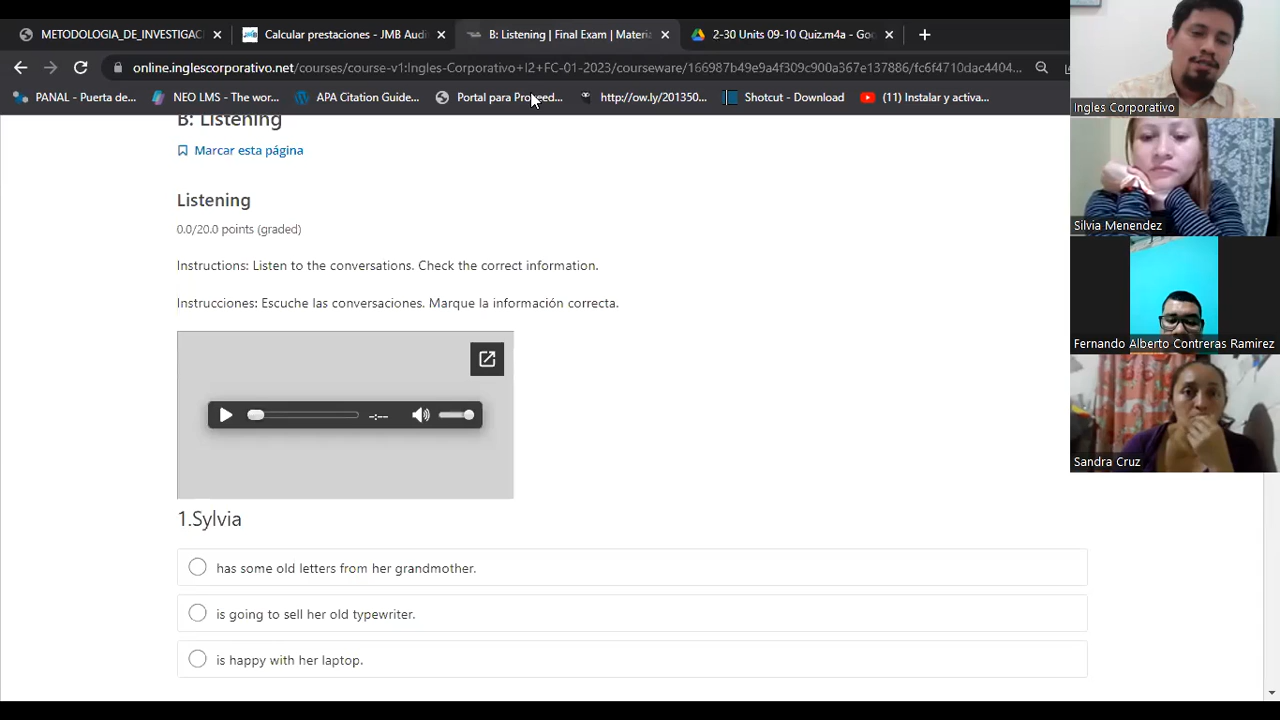 METODOLOGIA_DE_INVESTIGAC
Calcular prestaciones - JMB Audi
B: Listening | Final Exam | Materia
2-30 Units 09-10 Quiz.m4a - Goo
online.inglescorporativo.net/courses/course-v1:Ingles-Corporativo+I2+FC-01-2023/courseware/166987b49e9a4f309c900a367e137886/fc6f4710dac4404...
PANAL - Puerta de...
NEO LMS - The wor...
APA Citation Guide...
Portal para Proveed...
http://ow.ly/201350...
Shotcut - Download
(11) Instalar y activa...
B: Listening
Marcar esta página
Listening
0.0/20.0 points (graded)
Instructions: Listen to the conversations. Check the correct information.
Instrucciones: Escuche las conversaciones. Marque la información correcta.
-:--
1.Sylvia
has some old letters from her grandmother.
is going to sell her old typewriter.
is happy with her laptop.
Ingles Corporativo
Silvia Menendez
Fernando Alberto Contreras Ramirez
Sandra Cruz